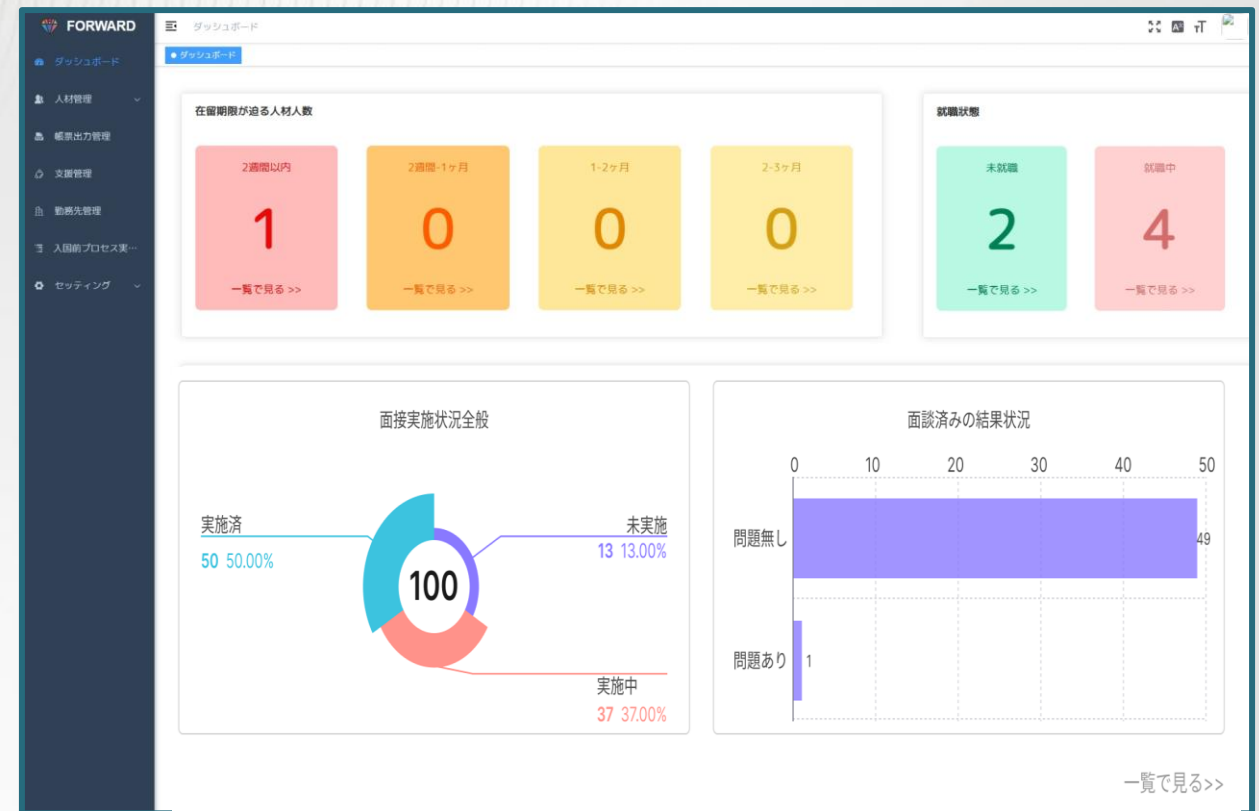 FORWARD
ダッシュボード
ダッシュボード
人材管理
帳票出力管理
支援管理
勤務先管理
入国前プロセス実…
セッティング
ダッシュボード
在留期限が迫る人材人数
2週間以内
1
一覧で見る >>
2週間-1ヶ月
0
一覧で見る >>
1-2ヶ月
0
一覧で見る >>
2-3ヶ月
0
一覧で見る >>
就職状態
未就職
2
一覧で見る >>
就職中
4
一覧で見る >>
面接実施状況全般
実施済
50 50.00%
未実施
13 13.00%
100
実施中
37 37.00%
面談済みの結果状況
0 10 20 30 40 50
問題無し
49
問題あり
1
一覧で見る>>